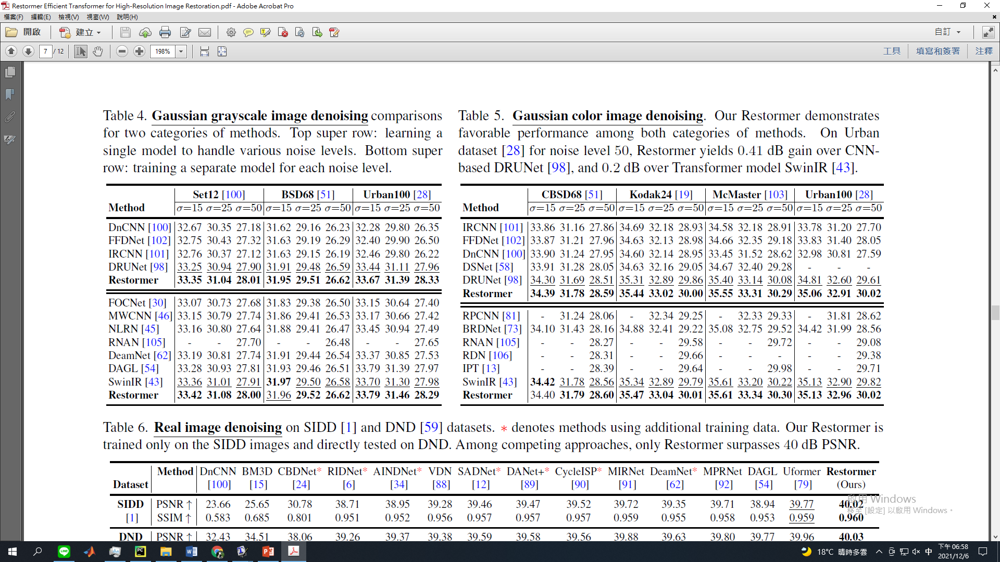 Restormer Efficient Transformer for High-Resolution Image Restoration.pdf - Adobe Acrobat Pro
檔案(F) 編輯(E) 檢視(V) 視窗(W) 說明(H)
開啟 建立 自訂
7 / 12 198% 工具 填寫和簽署 注釋
Table 4. Gaussian grayscale image denoising comparisons
for two categories of methods. Top super row: learning a
single model to handle various noise levels. Bottom super
row: training a separate model for each noise level.
Method Set12 [100] BSD68 [51] Urban100 [28]
σ=15 σ=25 σ=50 σ=15 σ=25 σ=50 σ=15 σ=25 σ=50
DnCNN [100] 32.67 30.35 27.18 31.62 29.16 26.23 32.28 29.80 26.35
FFDNet [102] 32.75 30.43 27.32 31.63 29.19 26.29 32.40 29.90 26.50
IRCNN [101] 32.76 30.37 27.12 31.63 29.15 26.19 32.46 29.80 26.22
DRUNet [98] 33.25 30.94 27.90 31.91 29.48 26.59 33.44 31.11 27.96
Restormer 33.35 31.04 28.01 31.95 29.51 26.62 33.67 31.39 28.33
FOCNet [30] 33.07 30.73 27.68 31.83 29.38 26.50 33.15 30.64 27.40
MWCNN [46] 33.15 30.79 27.74 31.86 29.41 26.53 33.17 30.66 27.42
NLRN [45] 33.16 30.80 27.64 31.88 29.41 26.47 33.45 30.94 27.49
RNAN [105] - - 27.70 - - 26.48 - - 27.65
DeamNet [62] 33.19 30.81 27.74 31.91 29.44 26.54 33.37 30.85 27.53
DAGL [54] 33.28 30.93 27.81 31.93 29.46 26.51 33.79 31.39 27.97
SwinIR [43] 33.36 31.01 27.91 31.97 29.50 26.58 33.70 31.30 27.98
Restormer 33.42 31.08 28.00 31.96 29.52 26.62 33.79 31.46 28.29
Table 5. Gaussian color image denoising. Our Restormer demonstrates
favorable performance among both categories of methods. On Urban
dataset [28] for noise level 50, Restormer yields 0.41 dB gain over CNN-
based DRUNet [98], and 0.2 dB over Transformer model SwinIR [43].
Method CBSD68 [51] Kodak24 [19] McMaster [103] Urban100 [28]
σ=15 σ=25 σ=50 σ=15 σ=25 σ=50 σ=15 σ=25 σ=50 σ=15 σ=25 σ=50
IRCNN [101] 33.86 31.16 27.86 34.69 32.18 28.93 34.58 32.18 28.91 33.78 31.20 27.70
FFDNet [102] 33.87 31.21 27.96 34.63 32.13 28.98 34.66 32.35 29.18 33.83 31.40 28.05
DnCNN [100] 33.90 31.24 27.95 34.60 32.14 28.95 33.45 31.52 28.62 32.98 30.81 27.59
DSNet [58] 33.91 31.28 28.05 34.63 32.16 29.05 34.67 32.40 29.28 - - -
DRUNet [98] 34.30 31.69 28.51 35.31 32.89 29.86 35.40 33.14 30.08 34.81 32.60 29.61
Restormer 34.39 31.78 28.59 35.44 33.02 30.00 35.55 33.31 30.29 35.06 32.91 30.02
RPCNN [81] - 31.24 28.06 - 32.34 29.25 - 32.33 29.33 - 31.81 28.62
BRDNet [73] 34.10 31.43 28.16 34.88 32.41 29.22 35.08 32.75 29.52 34.42 31.99 28.56
RNAN [105] - - 28.27 - - 29.58 - - 29.72 - - 29.08
RDN [106] - - 28.31 - - 29.66 - - - - - 29.38
IPT [13] - - 28.39 - - 29.64 - - 29.98 - - 29.71
SwinIR [43] 34.42 31.78 28.56 35.34 32.89 29.79 35.61 33.20 30.22 35.13 32.90 29.82
Restormer 34.40 31.79 28.60 35.47 33.04 30.01 35.61 33.34 30.30 35.13 32.96 30.02
Table 6. Real image denoising on SIDD [1] and DND [59] datasets. * denotes methods using additional training data. Our Restormer is
trained only on the SIDD images and directly tested on DND. Among competing approaches, only Restormer surpasses 40 dB PSNR.
Method DnCNN BM3D CBDNet* RIDNet* AINDNet* VDN SADNet* DANet+* CycleISP* MIRNet DeamNet* MPRNet DAGL Uformer Restormer
Dataset [100] [15] [24] [6] [34] [88] [12] [89] [90] [91] [62] [92] [54] [79] (Ours)
SIDD PSNR ↑ 23.66 25.65 30.78 38.71 38.95 39.28 39.46 39.47 39.52 39.72 39.35 39.71 38.94 39.77 40.02
[1] SSIM ↑ 0.583 0.685 0.801 0.951 0.952 0.956 0.957 0.957 0.957 0.959 0.955 0.958 0.953 0.959 0.960
DND PSNR ↑ 32.43 34.51 38.06 39.26 39.37 39.38 39.59 39.58 39.56 39.88 39.63 39.80 39.77 39.96 40.03
啟用 Windows
移至 [設定] 以啟用 Windows。
18°C 晴時多雲 中 下午 06:58
2021/12/6